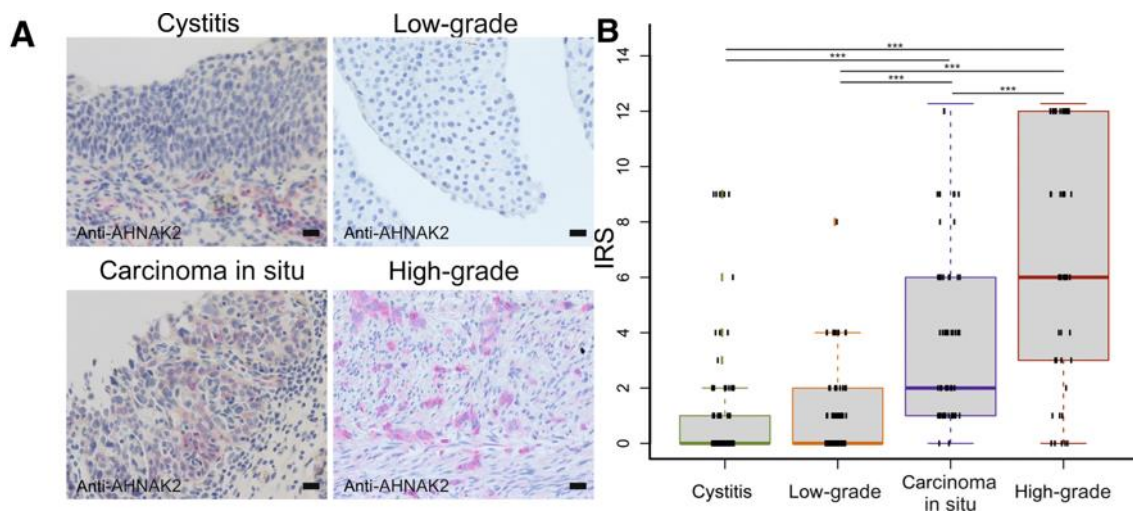 A
Cystitis
Low-grade
Anti-AHNAK2
Anti-AHNAK2
Carcinoma in situ
High-grade
Anti-AHNAK2
Anti-AHNAK2
B
14
12
10
8
6
4
2
0
IRS
***
***
***
***
***
Cystitis
Low-grade
Carcinoma
in situ
High-grade